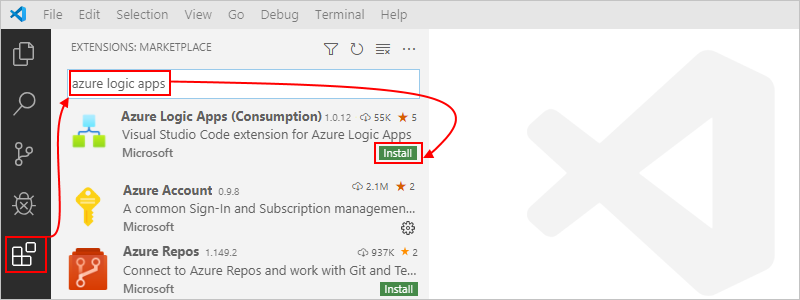 File Edit Selection View Go Debug Terminal Help
EXTENSIONS: MARKETPLACE
azure logic apps
Azure Logic Apps (Consumption) 1.0.12 55K 5
Visual Studio Code extension for Azure Logic Apps
Microsoft Install
Azure Account 0.9.8 2.1M 2
A common Sign-In and Subscription managemen...
Microsoft
Azure Repos 1.149.2 937K 2
Connect to Azure Repos and work with Git and Te...
Microsoft Install